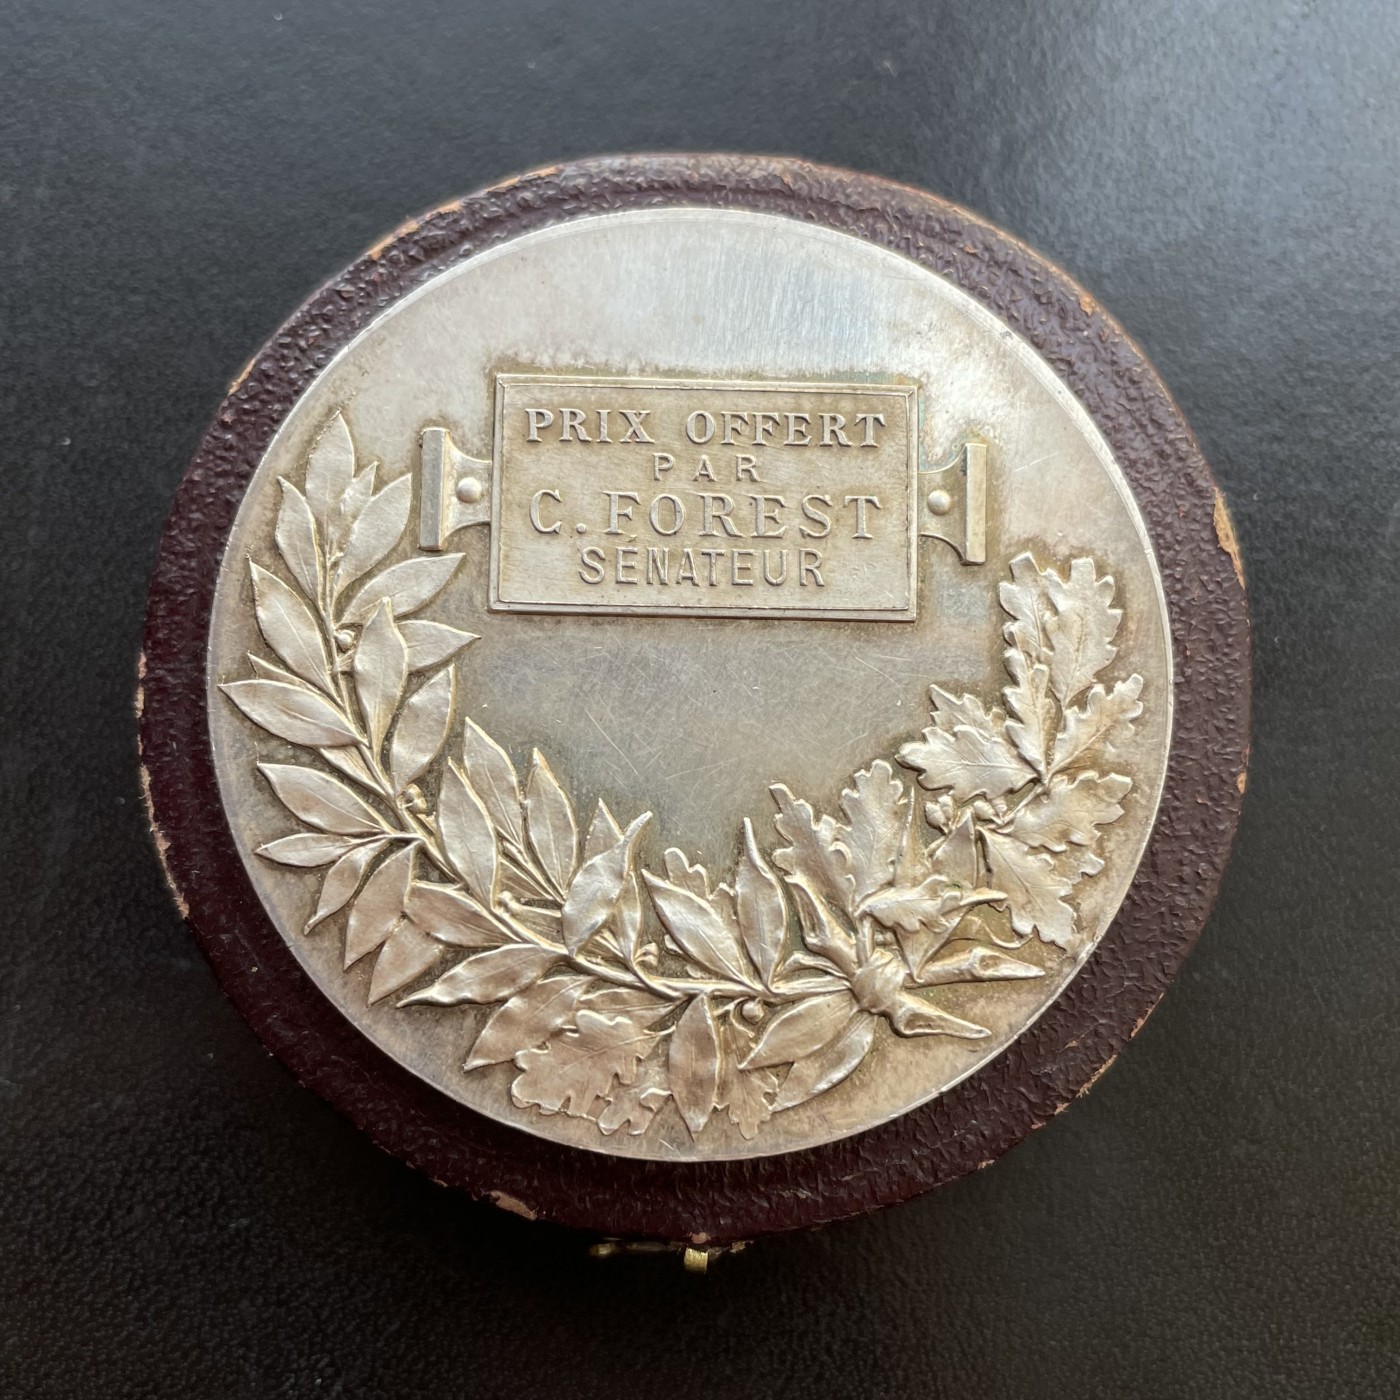 PRIX OFFERT
PAR
C. FOREST
SÉNATEUR